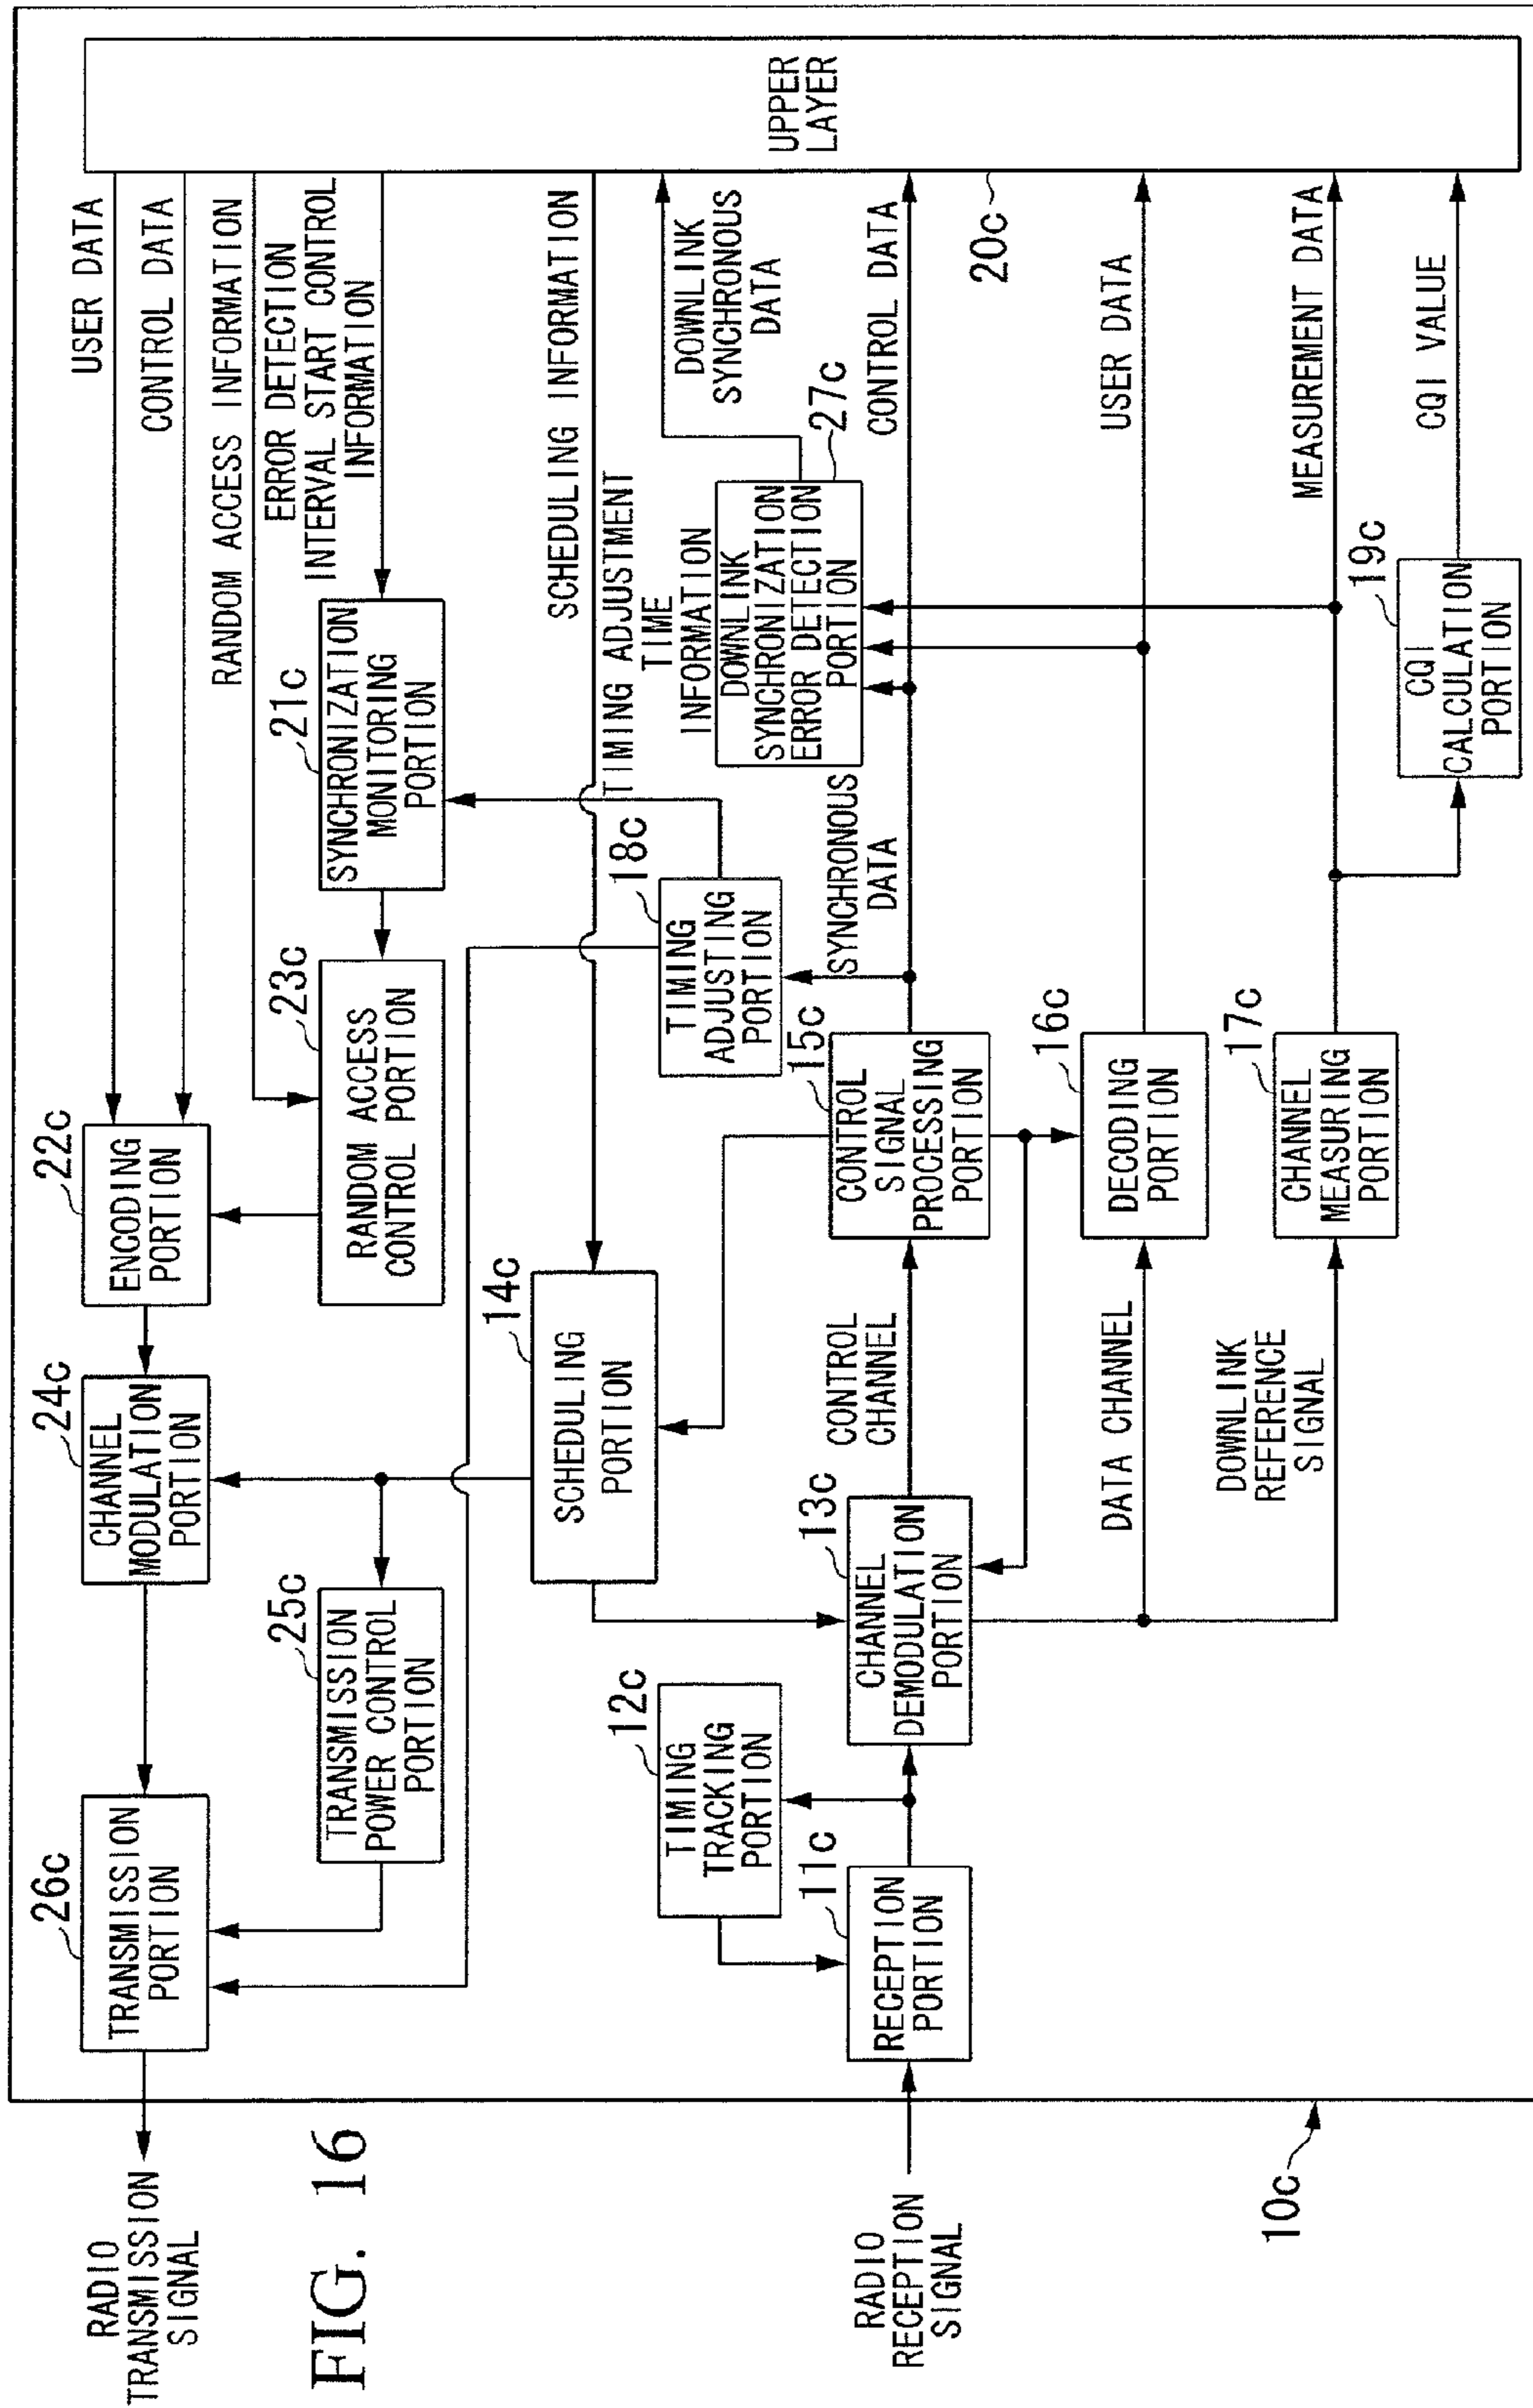 FIG. 16
RADIO
TRANSMISSION
SIGNAL
26c
TRANSMISSION
PORTION
24c
CHANNEL
MODULATION
PORTION
22c
ENCODING
PORTION
USER DATA
CONTROL DATA
RANDOM ACCESS INFORMATION
ERROR DETECTION
INTERVAL START CONTROL
INFORMATION
25c
TRANSMISSION
POWER CONTROL
PORTION
23c
RANDOM ACCESS
CONTROL PORTION
21c
SYNCHRONIZATION
MONITORING
PORTION
SCHEDULING INFORMATION
14c
SCHEDULING
PORTION
TIMING ADJUSTMENT
TIME
INFORMATION
18c
TIMING
ADJUSTING
PORTION
DOWNLINK
SYNCHRONOUS
DATA
27c
DOWNLINK
SYNCHRONIZATION
ERROR DETECTION
PORTION
12c
TIMING
TRACKING
PORTION
RADIO
RECEPTION
SIGNAL
11c
RECEPTION
PORTION
13c
CHANNEL
DEMODULATION
PORTION
CONTROL
CHANNEL
15c
CONTROL
SIGNAL
PROCESSING
PORTION
SYNCHRONOUS
DATA
CONTROL DATA
UPPER
LAYER
20c
DATA CHANNEL
16c
DECODING
PORTION
USER DATA
DOWNLINK
REFERENCE
SIGNAL
17c
CHANNEL
MEASURING
PORTION
MEASUREMENT DATA
19c
CQI
CALCULATION
PORTION
CQI VALUE
10c